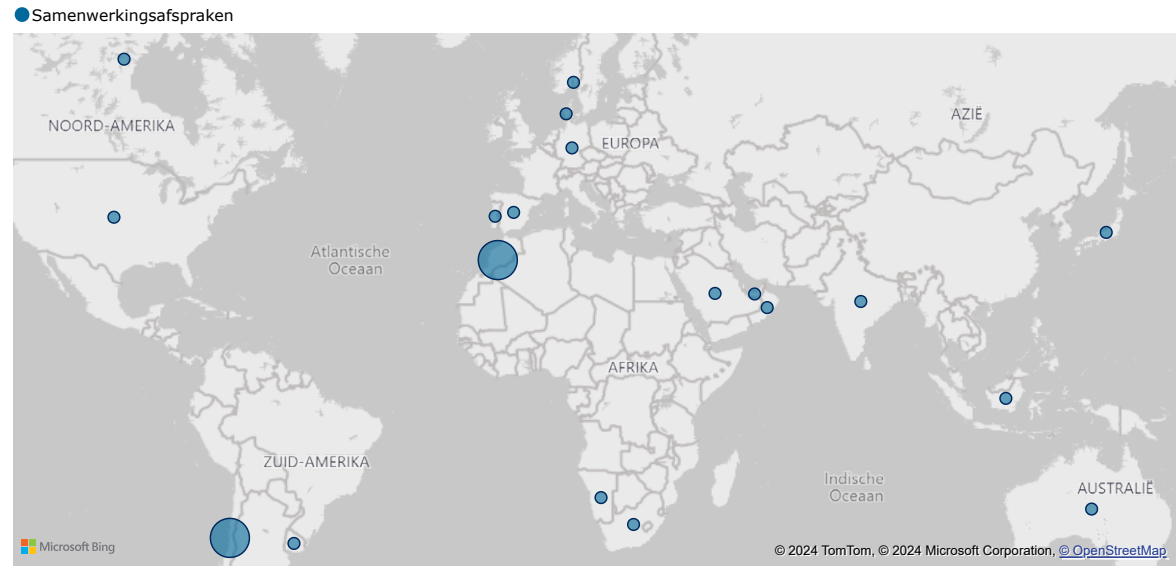 Samenwerkingsafspraken
NOORD-AMERIKA
EUROPA
AZIË
Atlantische
Oceaan
AFRIKA
ZUID-AMERIKA
Indische
Oceaan
AUSTRALIË
Microsoft Bing
© 2024 TomTom, © 2024 Microsoft Corporation, © OpenStreetMap